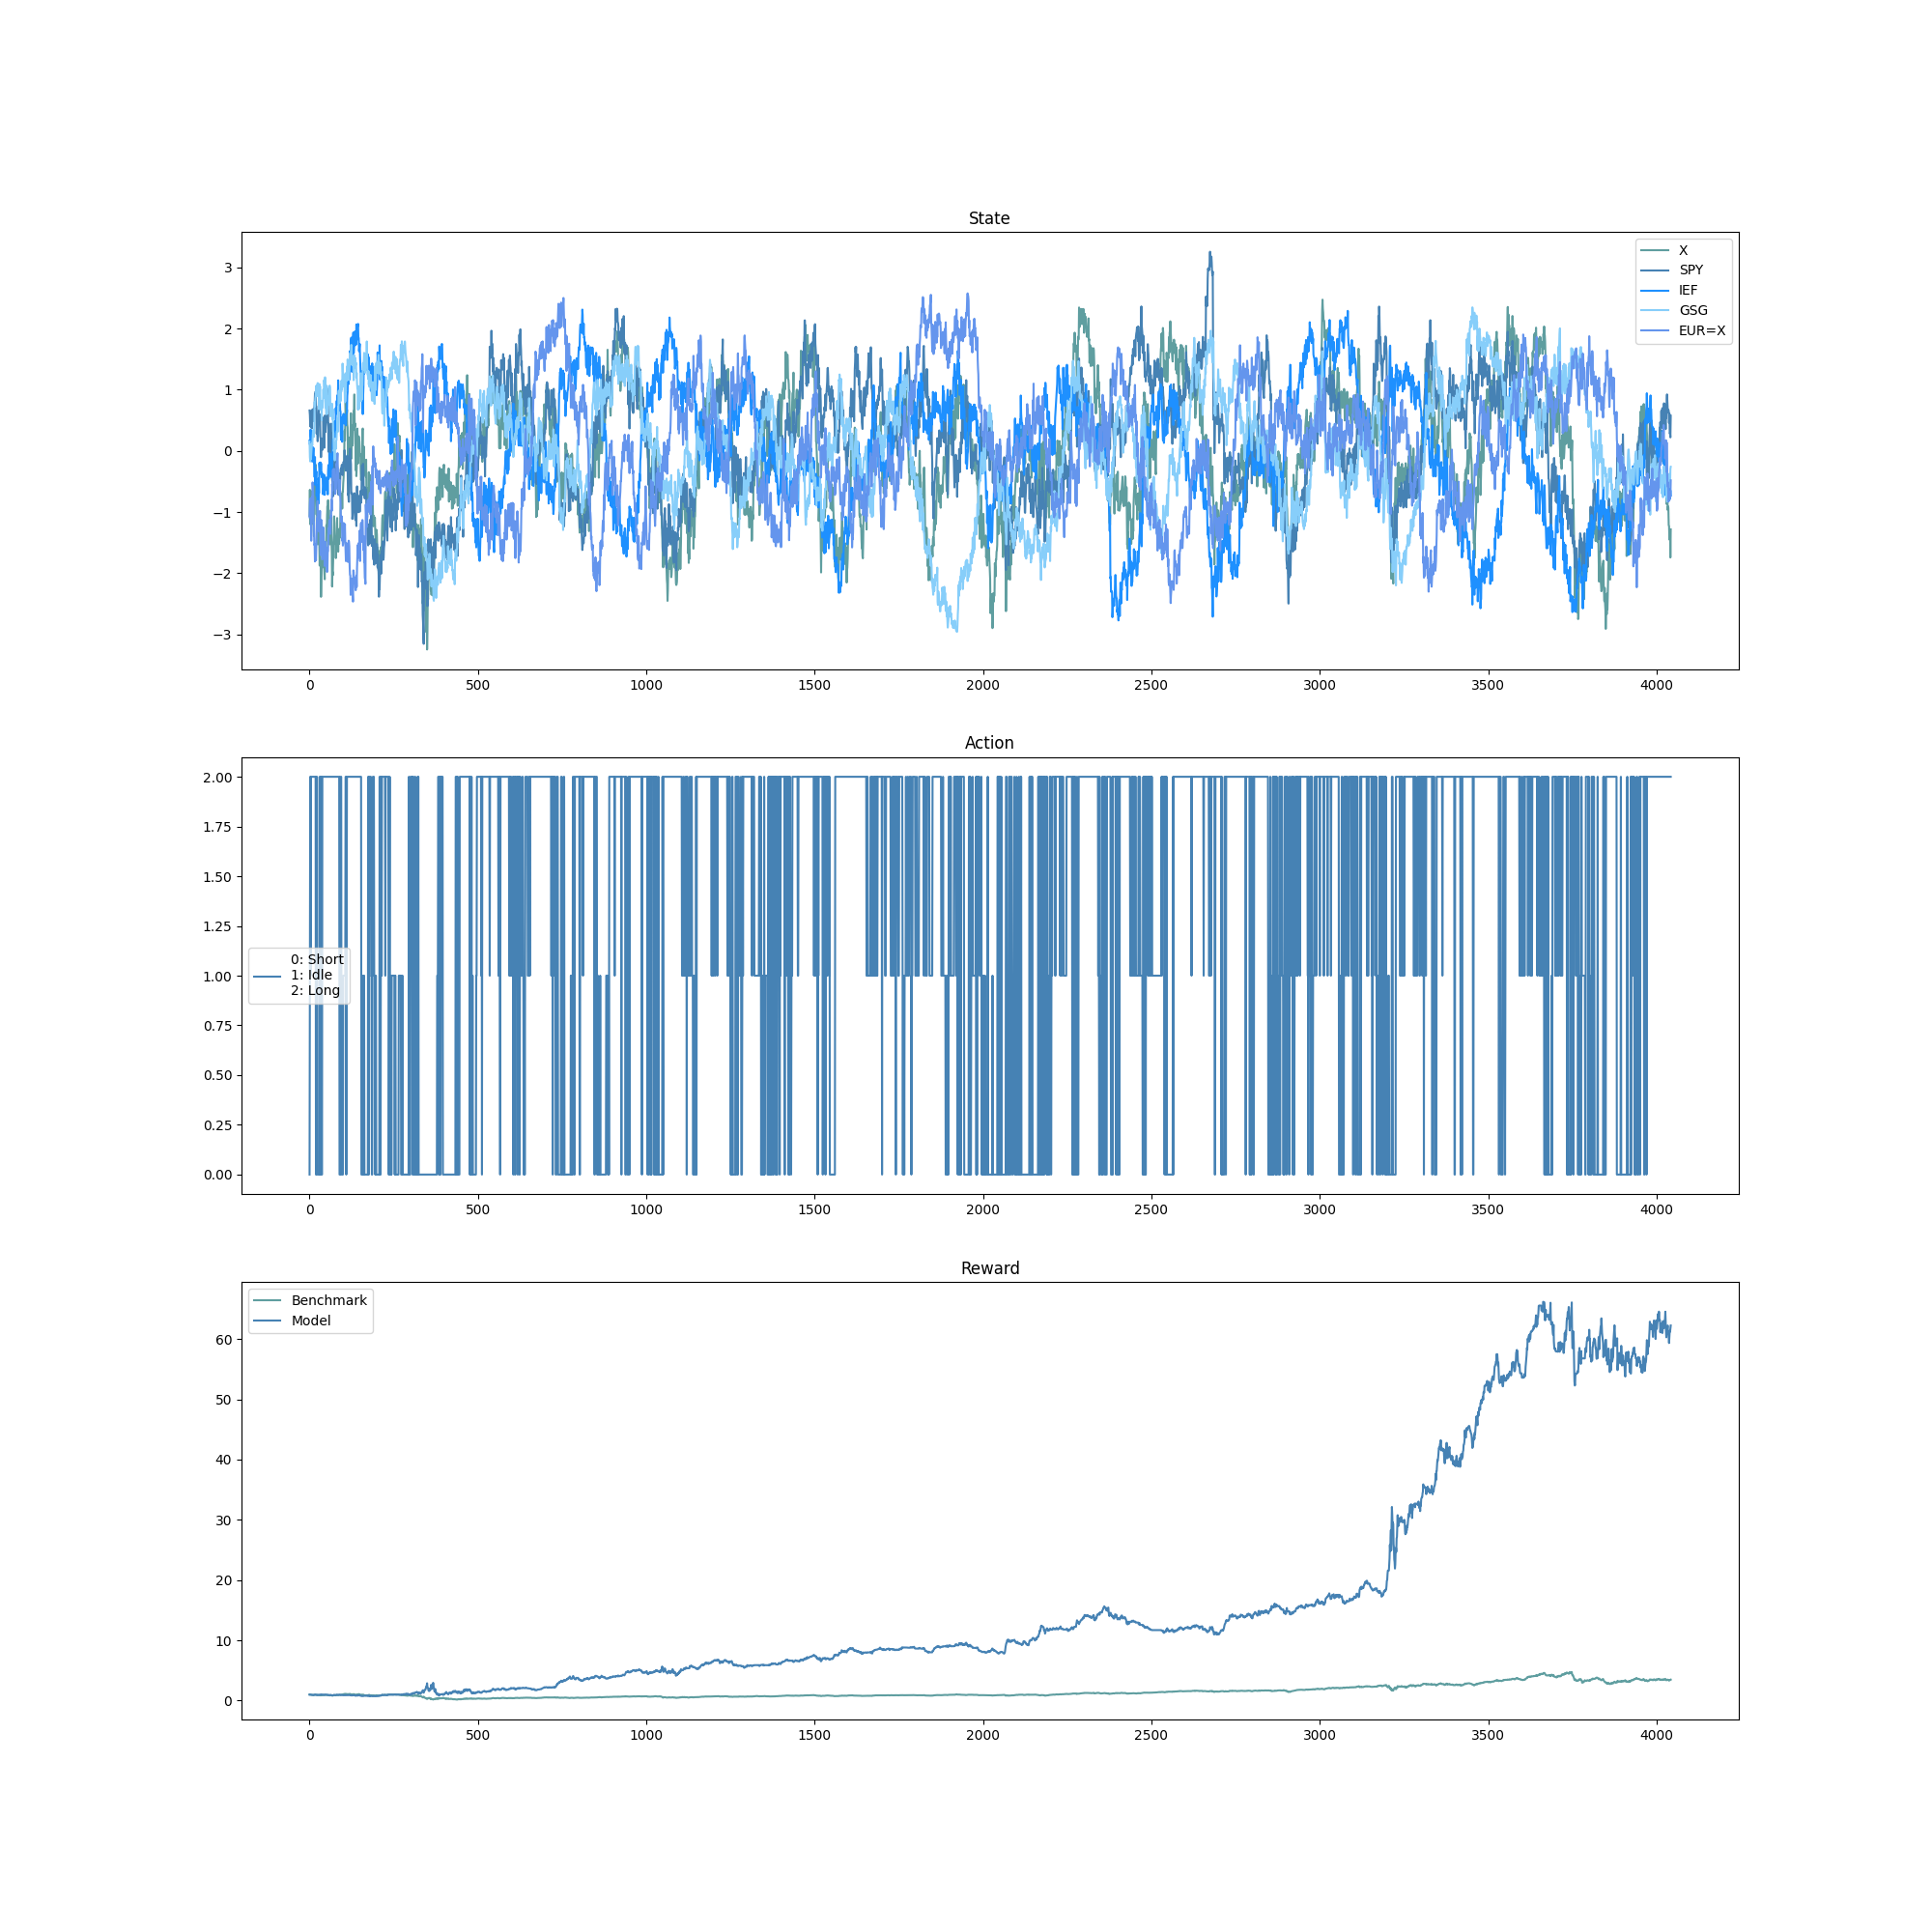 State
3
2
1
0
−1
−2
−3
X
SPY
IEF
GSG
EUR=X
0 500 1000 1500 2000 2500 3000 3500 4000
Action
2.00
1.75
1.50
1.25
1.00
0.75
0.50
0.25
0.00
0: Short
1: Idle
2: Long
0 500 1000 1500 2000 2500 3000 3500 4000
Reward
Benchmark
Model
60
50
40
30
20
10
0
0 500 1000 1500 2000 2500 3000 3500 4000